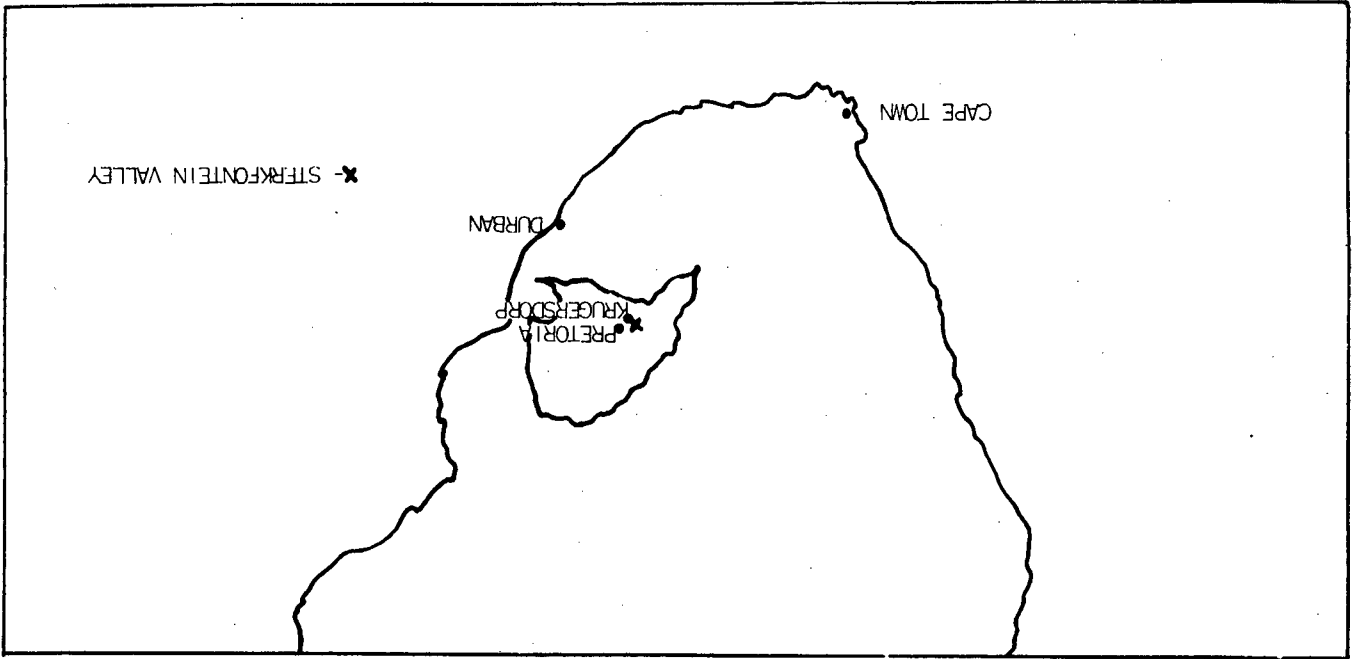 PRETORIA
KRUGERSDORP
DURBAN
x- STERKFONTEIN VALLEY
CAPE TOWN